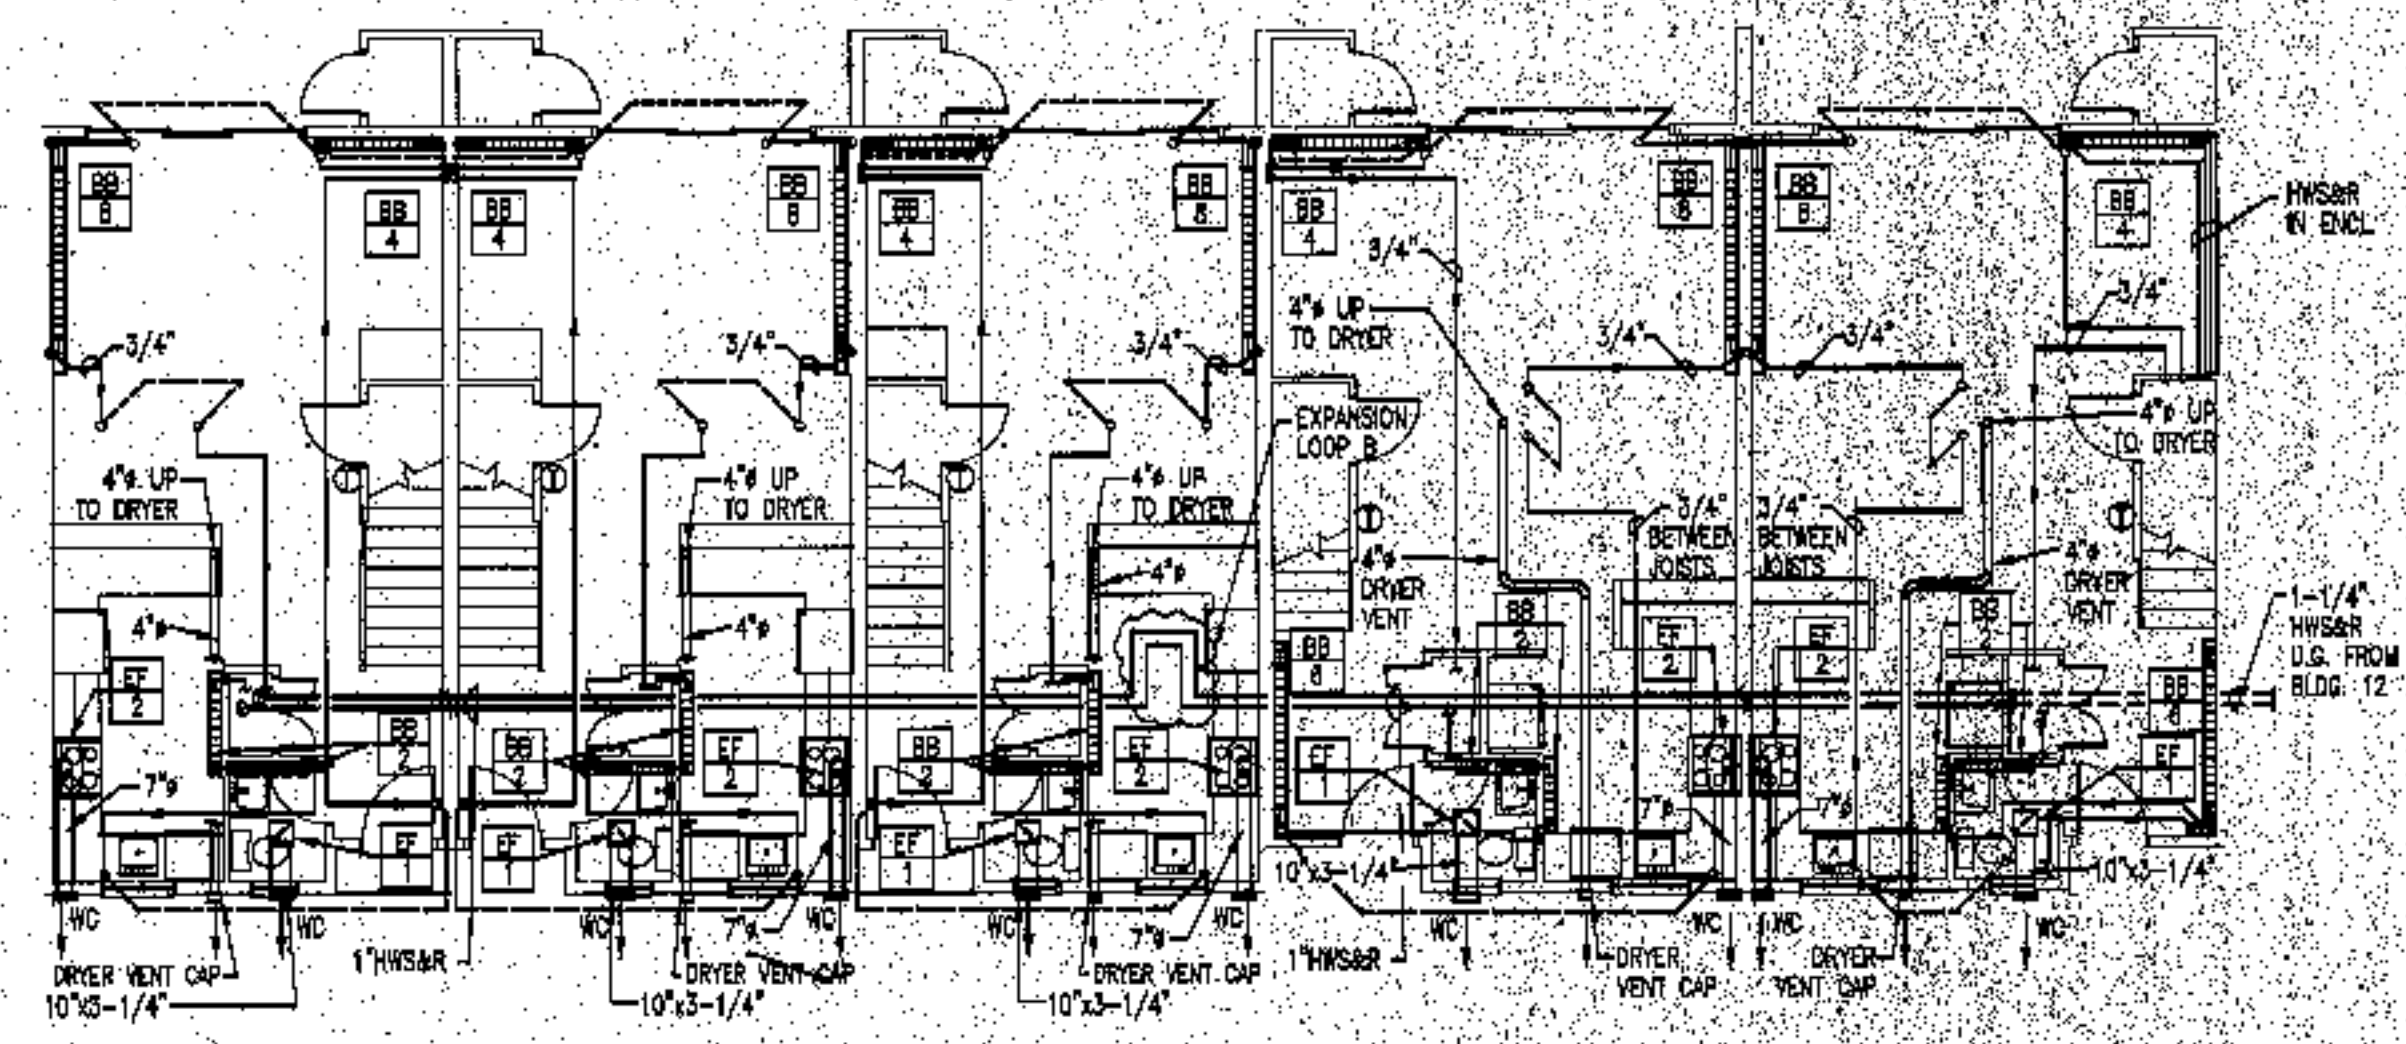 BB
8
BB
4
BB
4
BB
8
BB
4
BB
8
BB
4
BB
8
BB
8
BB
4
HWS&R
IN ENCL
3/4"
3/4"
3/4"
3/4"
3/4"
3/4"
3/4"
4"ø UP
TO DRYER
4"ø UP
TO DRYER
4"ø UP
TO DRYER
4"ø UP
TO DRYER
4"ø UP
TO DRYER
EXPANSION
LOOP B
3/4"
BETWEEN
JOISTS
3/4"
BETWEEN
JOISTS
4"ø
4"ø
4"ø
4"ø
DRYER
VENT
4"ø
DRYER
VENT
1-1/4"
HWS&R
U.G. FROM
BLDG. 12
BB
2
BB
2
EF
2
EF
2
BB
6
BB
6
EF
2
BB
2
BB
2
EF
2
BB
2
EF
2
EF
1
EF
1
7"ø
7"ø
7"ø
EF
1
EF
1
EF
1
10"x3-1/4"
10"x3-1/4"
WC
WC
WC
WC
WC
WC
WC
WC
WC
WC
7"ø
7"ø
DRYER VENT CAP
10"x3-1/4"
1"HWS&R
DRYER VENT CAP
10"x3-1/4"
DRYER VENT CAP
10"x3-1/4"
1"HWS&R
DRYER
VENT CAP
DRYER
VENT CAP